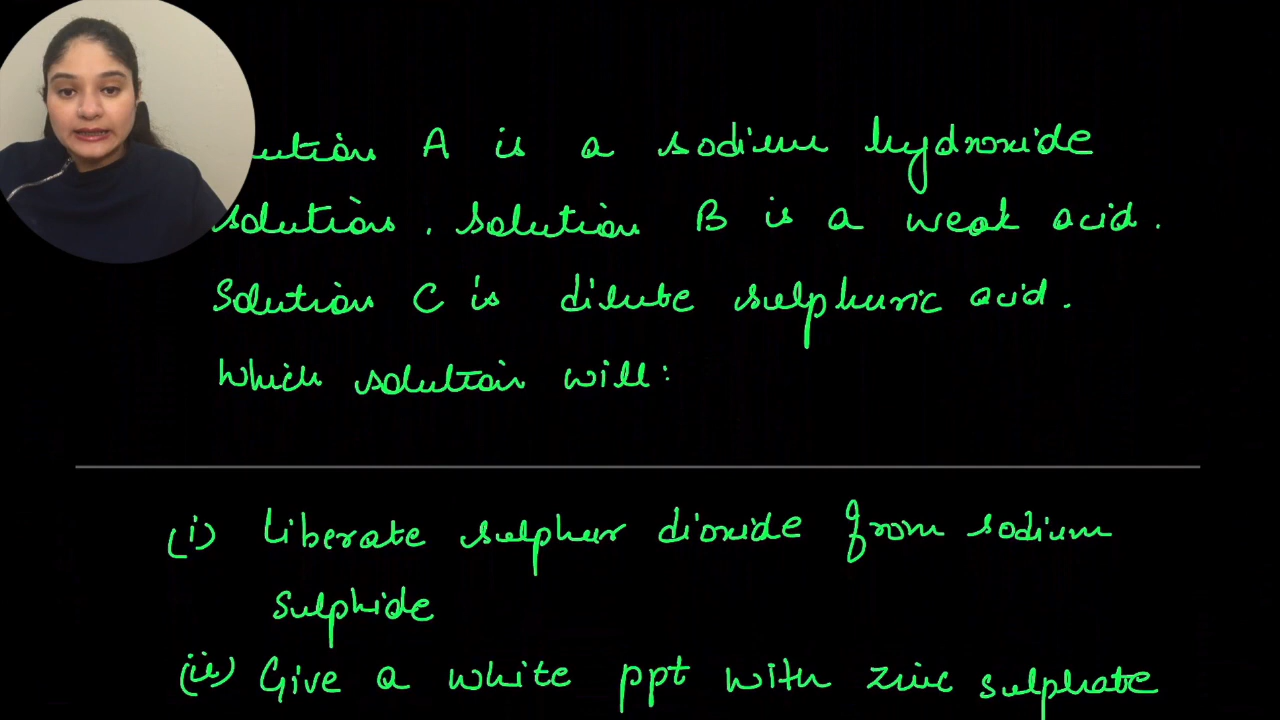 A is a sodium hydroxide
solution. Solution B is a weak acid.
Solution C is dilute sulphuric acid.
Which solution will:
(i) Liberate sulphur dioxide from sodium
sulphide
(ii) Give a white ppt with zinc sulphate